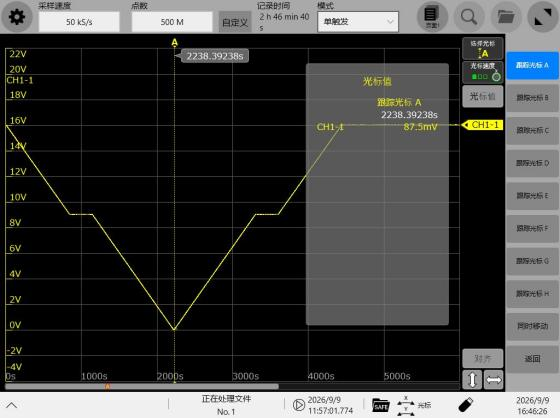 采样速度
点数
记录时间
模式
50 kS/s
500 M
自定义
2 h 46 min 40 s
单触发
页面1
A
2238.39238s
22V
20V
CH1-1
18V
16V
14V
12V
10V
8V
6V
4V
2V
0V
-2V
-4V
0s
1000s
2000s
3000s
4000s
5000s
光标值
跟踪光标 A
2238.39238s
CH1-1
87.5mV
选择光标
A
光标速度
光标值
CH1-1
对齐
跟踪光标 A
跟踪光标 B
跟踪光标 C
跟踪光标 D
跟踪光标 E
跟踪光标 F
跟踪光标 G
跟踪光标 H
同时移动
返回
正在处理文件
No. 1
2026/9/9
11:57:01.774
SAFE
X
Y
光标
2026/9/9
16:46:26